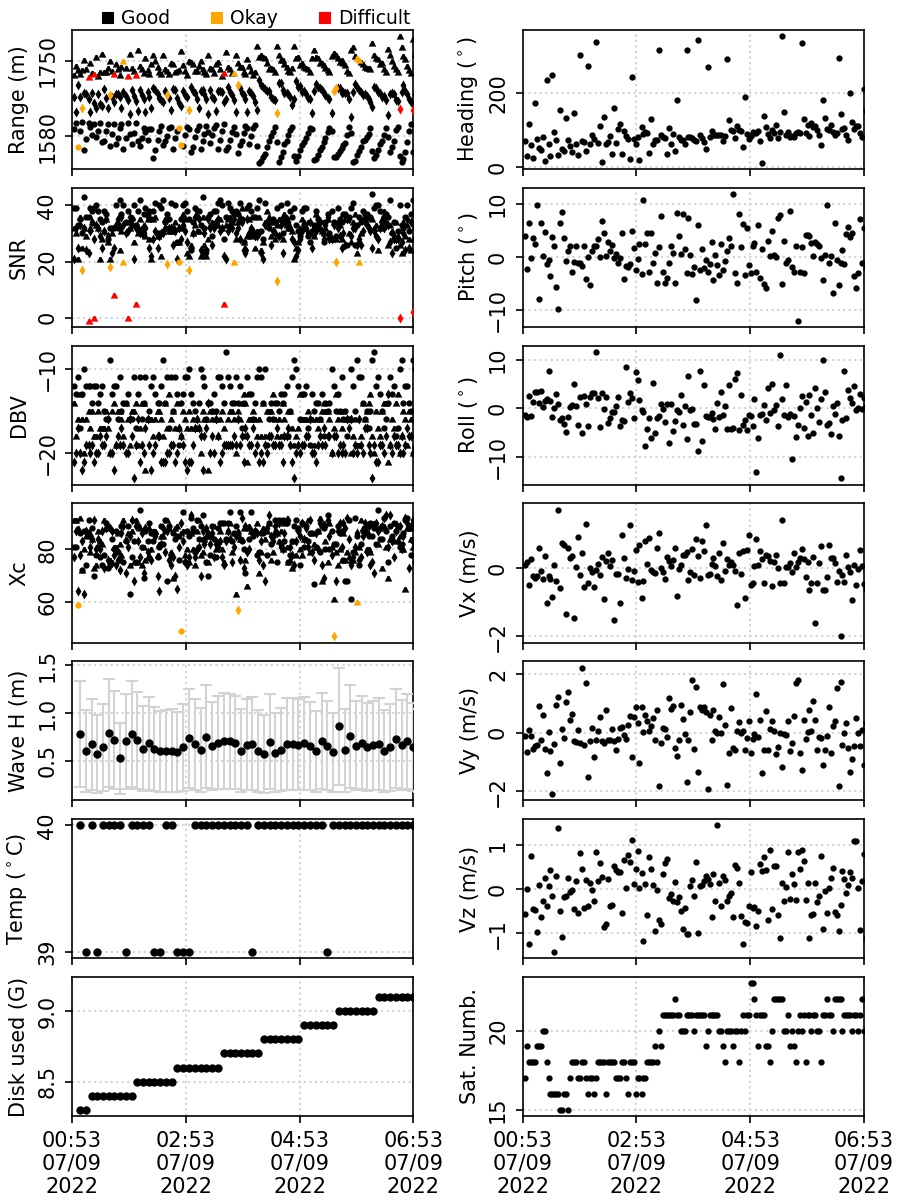 Good Okay Difficult
Range (m)
1750
1580
Heading (°)
200
0
SNR
40
20
0
Pitch (°)
10
0
−10
DBV
−10
−20
Roll (°)
10
0
−10
Xc
80
60
Vx (m/s)
0
−2
Wave H (m)
1.5
1.0
0.5
Vy (m/s)
2
0
−2
Temp (°C)
40
39
Vz (m/s)
1
0
−1
Disk used (G)
9.0
8.5
Sat. Numb.
20
15
00:53 02:53 04:53 06:53 00:53 02:53 04:53 06:53
07/09 07/09 07/09 07/09 07/09 07/09 07/09 07/09
2022 2022 2022 2022 2022 2022 2022 2022